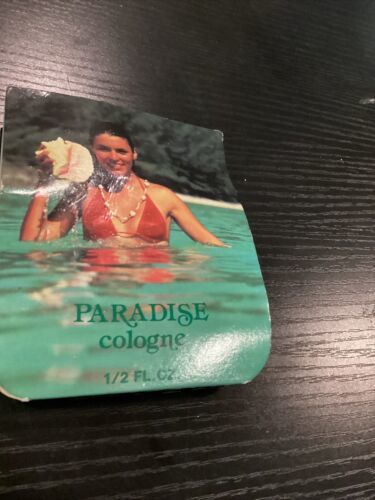 PARADISE
cologne
1/2 FL. OZ.